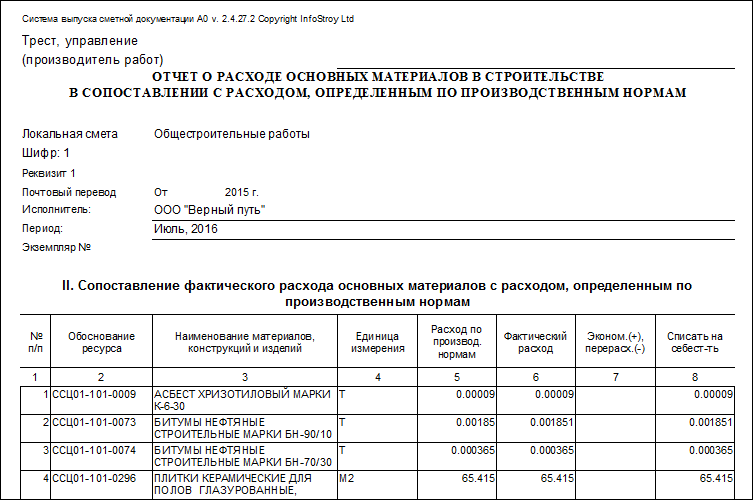 Система выпуска сметной документации A0 v. 2.4.27.2 Copyright InfoStroy Ltd
Трест, управление
(производитель работ)
ОТЧЕТ О РАСХОДЕ ОСНОВНЫХ МАТЕРИАЛОВ В СТРОИТЕЛЬСТВЕ
В СОПОСТАВЛЕНИИ С РАСХОДОМ, ОПРЕДЕЛЕННЫМ ПО ПРОИЗВОДСТВЕННЫМ НОРМАМ
Локальная смета Общестроительные работы
Шифр: 1
Реквизит 1
Почтовый перевод От 2015 г.
Исполнитель: ООО "Верный путь"
Период: Июль, 2016
Экземпляр №
II. Сопоставление фактического расхода основных материалов с расходом, определенным по
производственным нормам
№ п/п Обоснование ресурса Наименование материалов, конструкций и изделий Единица измерения Расход по производ. нормам Фактический расход Эконом.(+), перерасх.(-) Списать на себест-ть
1 2 3 4 5 6 7 8
1 ССЦ01-101-0009 АСБЕСТ ХРИЗОТИЛОВЫЙ МАРКИ Т 0.00009 0.00009 0.00009
К-6-30
2 ССЦ01-101-0073 БИТУМЫ НЕФТЯНЫЕ Т 0.00185 0.001851 0.001851
СТРОИТЕЛЬНЫЕ МАРКИ БН-90/10
3 ССЦ01-101-0074 БИТУМЫ НЕФТЯНЫЕ Т 0.000365 0.000365 0.000365
СТРОИТЕЛЬНЫЕ МАРКИ БН-70/30
4 ССЦ01-101-0296 ПЛИТКИ КЕРАМИЧЕСКИЕ ДЛЯ М2 65.415 65.415 65.415
ПОЛОВ ГЛАЗУРОВАННЫЕ,